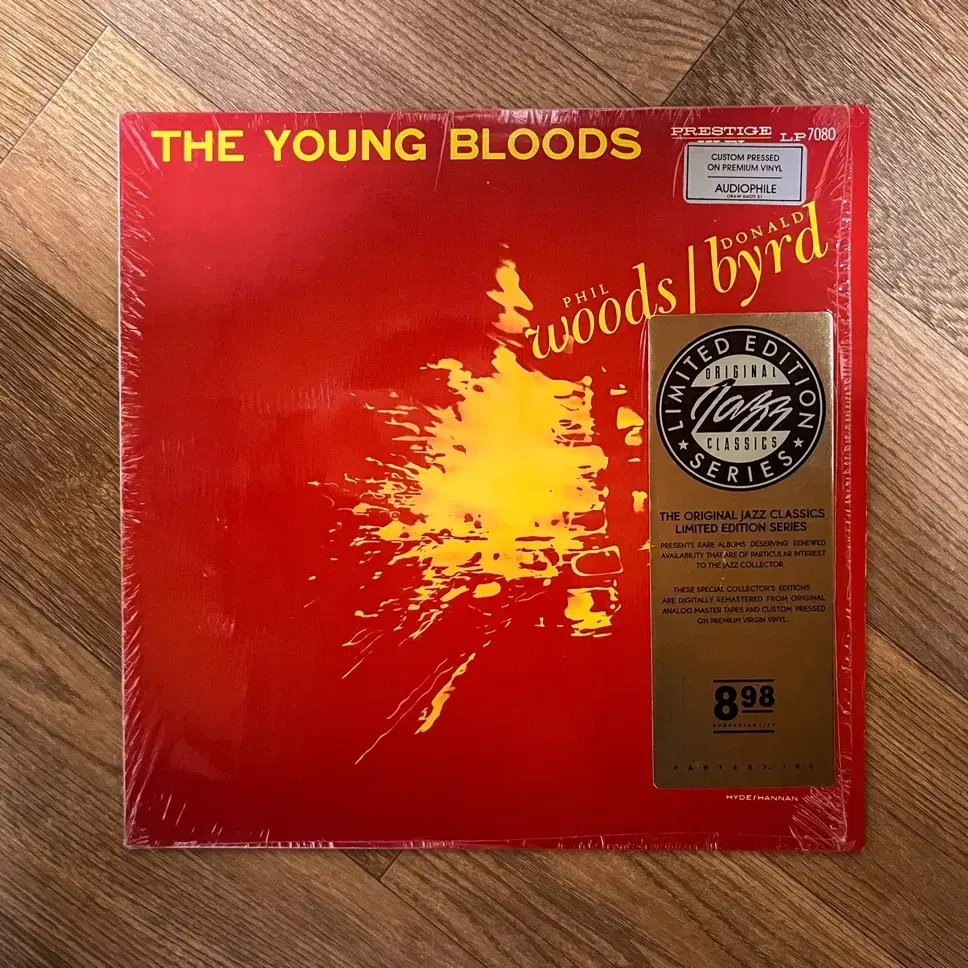 THE YOUNG BLOODS
PRESTIGE LP7080
CUSTOM PRESSED
ON PREMIUM VINYL
AUDIOPHILE
DONALD
byrd
PHIL
woods/
LIMITED EDITION
ORIGINAL
Jazz
CLASSICS
SERIES
THE ORIGINAL JAZZ CLASSICS
LIMITED EDITION SERIES
PRESENTS RARE ALBUMS DESERVING RENEWED
AVAILABILITY THAT ARE OF PARTICULAR INTEREST
TO THE JAZZ COLLECTOR.
THESE SPECIAL COLLECTOR'S EDITIONS
ARE DIGITALLY REMASTERED FROM ORIGINAL
ANALOG MASTER TAPES AND CUSTOM PRESSED
ON PREMIUM VIRGIN VINYL.
8 98
FANTASY, INC
HYDE/HANNAN